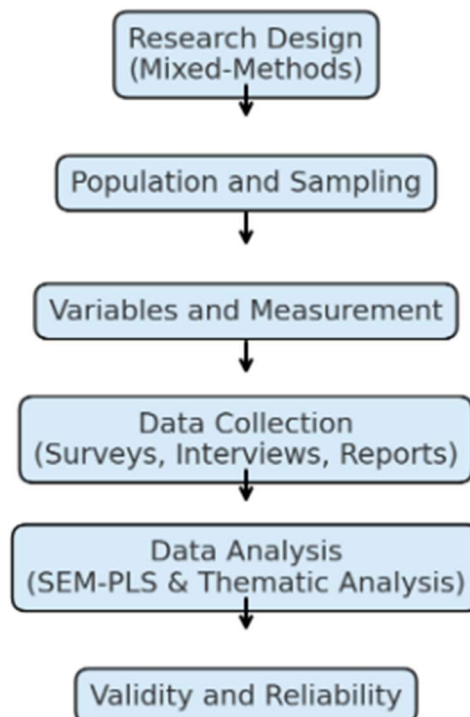 Research Design
(Mixed-Methods)
Population and Sampling
Variables and Measurement
Data Collection
(Surveys, Interviews, Reports)
Data Analysis
(SEM-PLS & Thematic Analysis)
Validity and Reliability